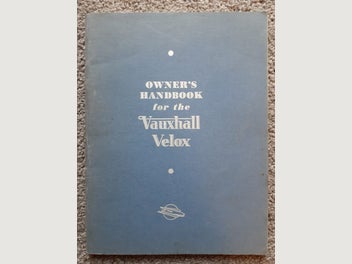 OWNER'S
HANDBOOK
for the
Vauxhall
Velox